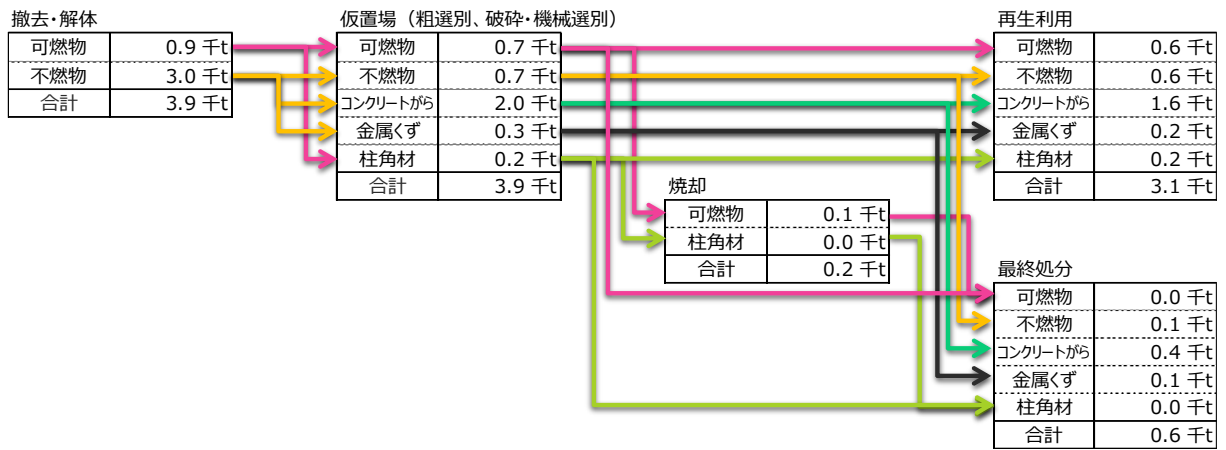 撤去・解体
可燃物 0.9 千t
不燃物 3.0 千t
合計 3.9 千t
仮置場（粗選別、破砕・機械選別）
可燃物 0.7 千t
不燃物 0.7 千t
コンクリートがら 2.0 千t
金属くず 0.3 千t
柱角材 0.2 千t
合計 3.9 千t
焼却
可燃物 0.1 千t
柱角材 0.0 千t
合計 0.2 千t
再生利用
可燃物 0.6 千t
不燃物 0.6 千t
コンクリートがら 1.6 千t
金属くず 0.2 千t
柱角材 0.2 千t
合計 3.1 千t
最終処分
可燃物 0.0 千t
不燃物 0.1 千t
コンクリートがら 0.4 千t
金属くず 0.1 千t
柱角材 0.0 千t
合計 0.6 千t